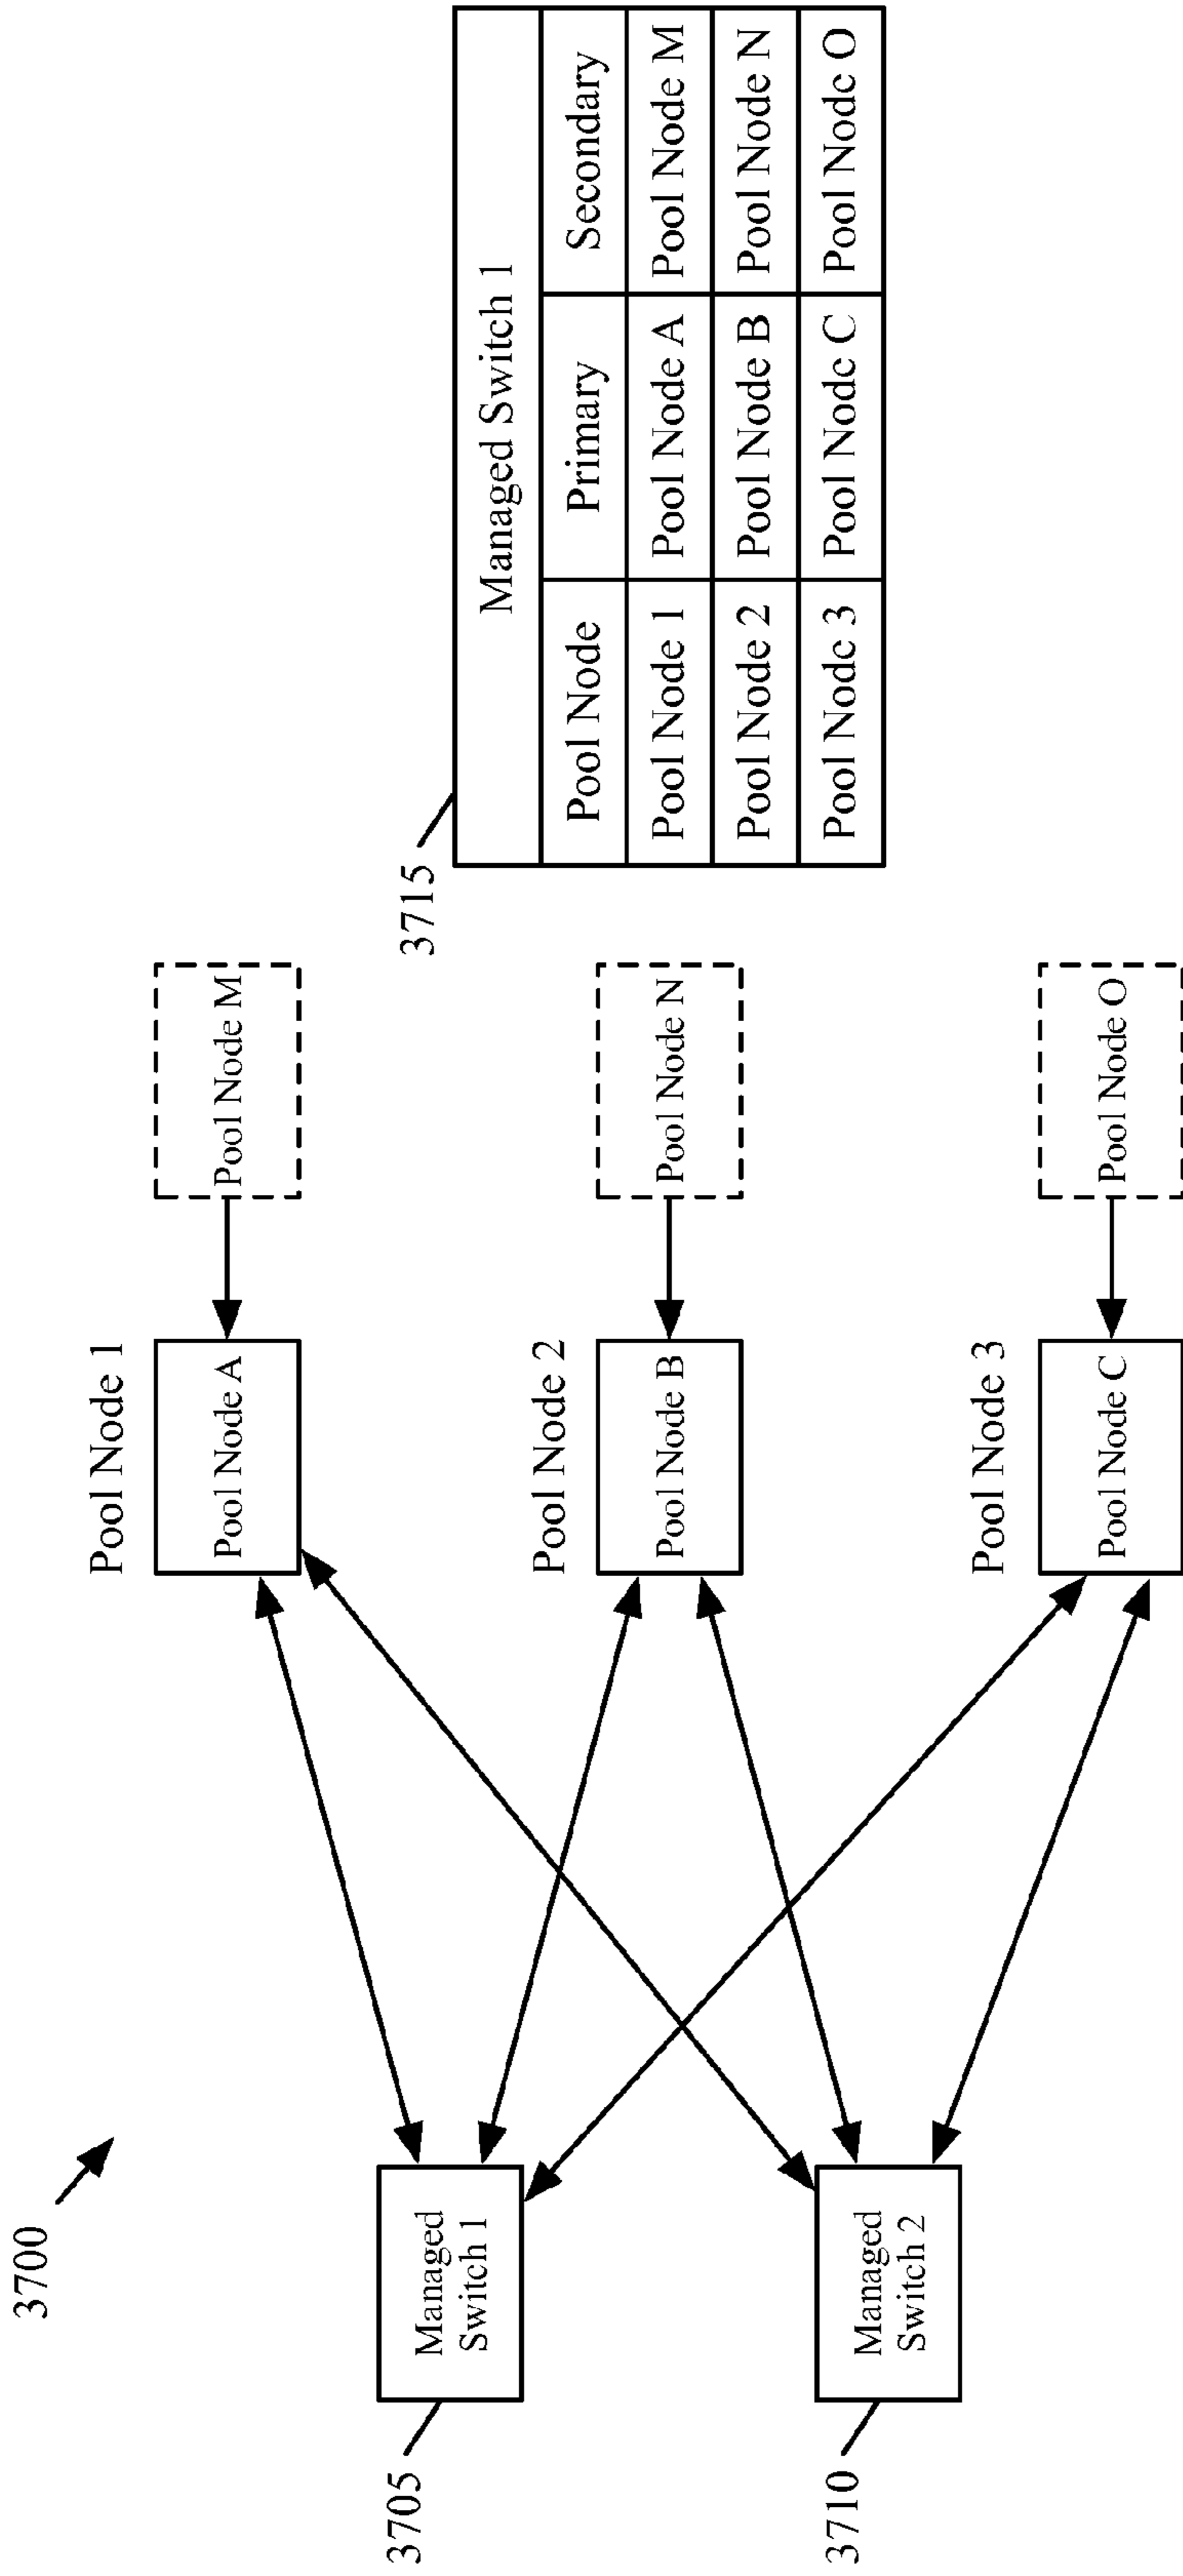 3700
Pool Node 1
Pool Node A
Pool Node M
3705
Managed
Switch 1
Pool Node 2
Pool Node B
Pool Node N
3710
Managed
Switch 2
Pool Node 3
Pool Node C
Pool Node O
3715
Managed Switch 1
Pool Node Primary Secondary
Pool Node 1 Pool Node A Pool Node M
Pool Node 2 Pool Node B Pool Node N
Pool Node 3 Pool Node C Pool Node O